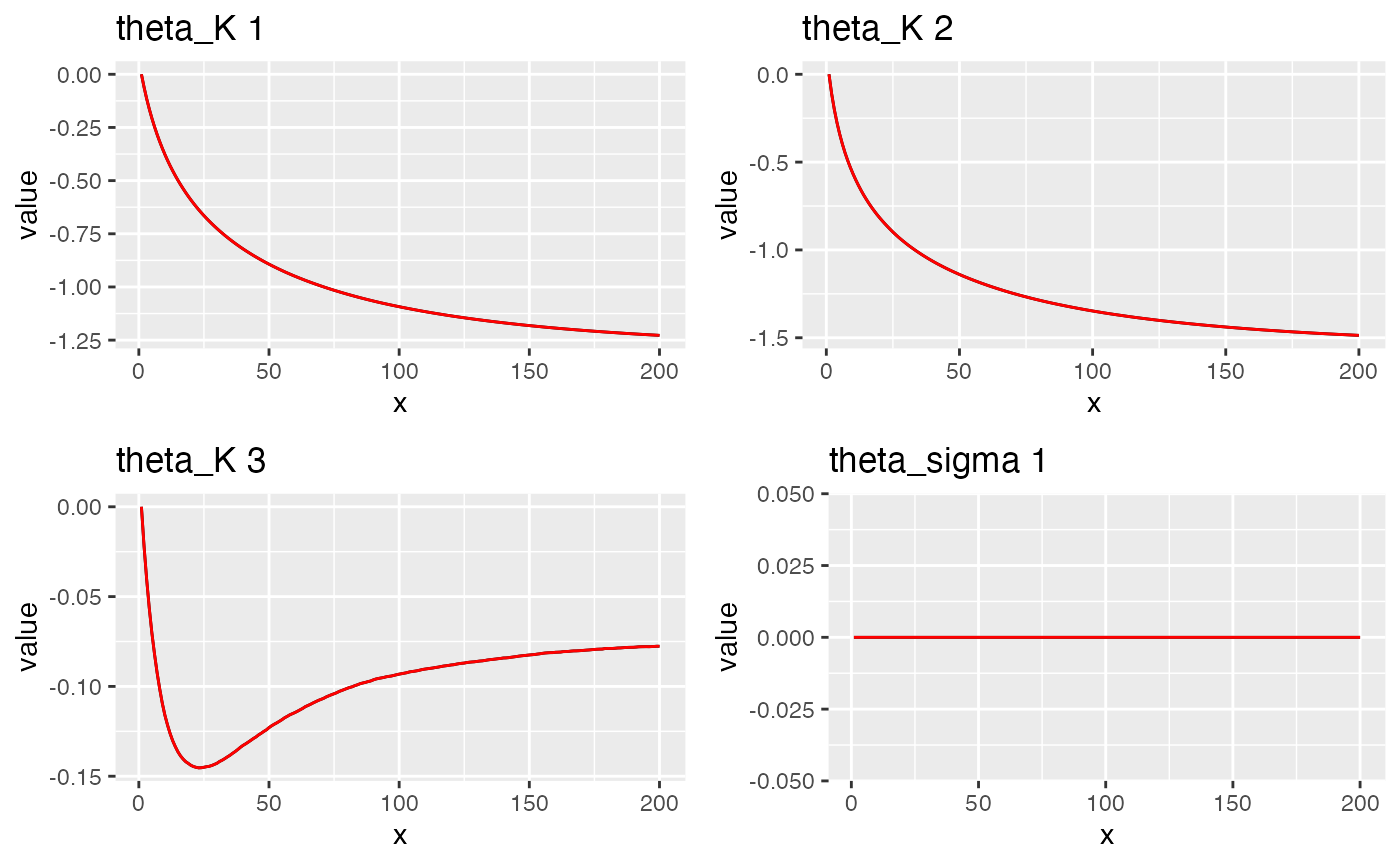 theta_K 1
value
0.00
-0.25
-0.50
-0.75
-1.00
-1.25
0 50 100 150 200
x
theta_K 2
value
0.0
-0.5
-1.0
-1.5
0 50 100 150 200
x
theta_K 3
value
0.00
-0.05
-0.10
-0.15
0 50 100 150 200
x
theta_sigma 1
value
0.050
0.025
0.000
-0.025
-0.050
0 50 100 150 200
x